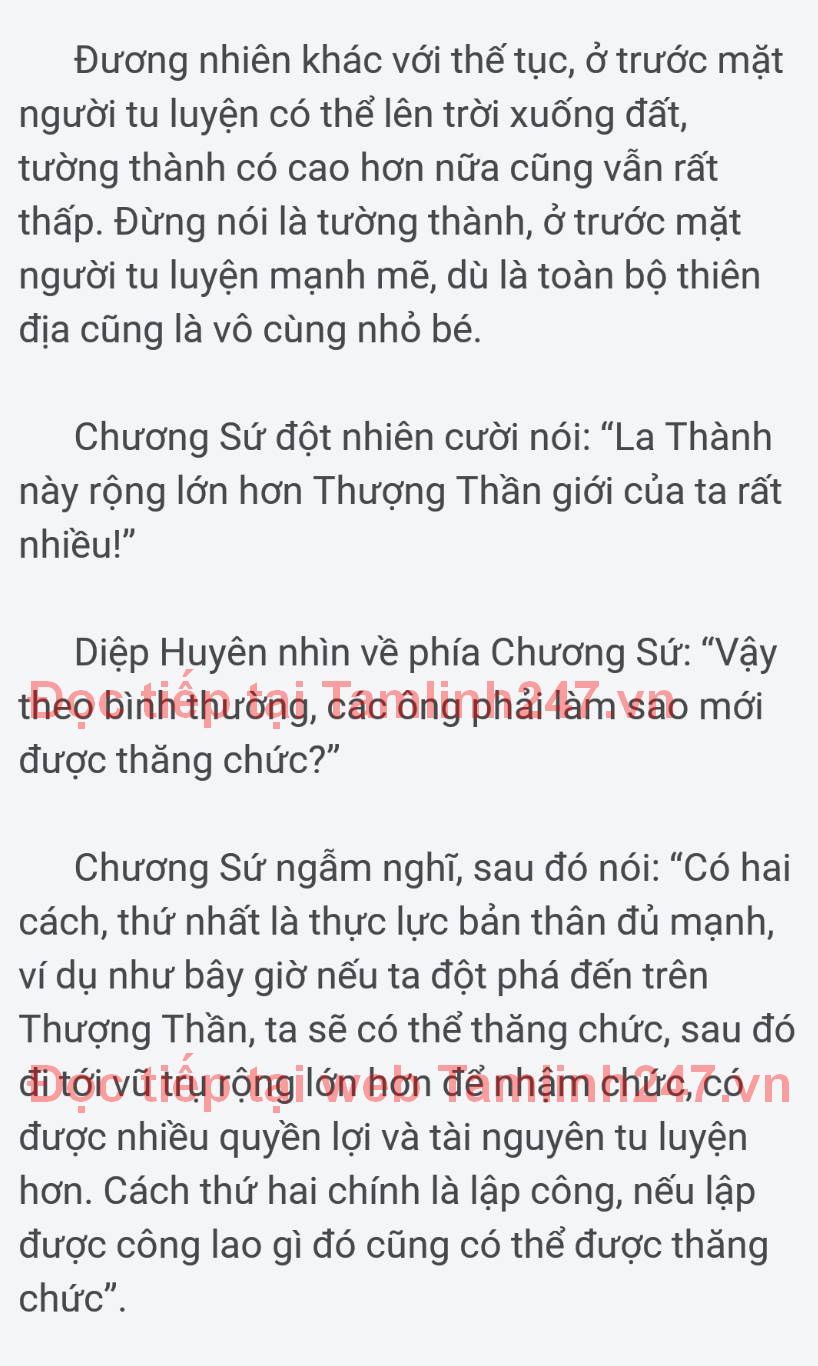 Đương nhiên khác với thế tục, ở trước mặt
người tu luyện có thể lên trời xuống đất,
tường thành có cao hơn nữa cũng vẫn rất
thấp. Đừng nói là tường thành, ở trước mặt
người tu luyện mạnh mẽ, dù là toàn bộ thiên
địa cũng là vô cùng nhỏ bé.
Chương Sứ đột nhiên cười nói: “La Thành
này rộng lớn hơn Thượng Thần giới của ta rất
nhiều!”
Diệp Huyên nhìn về phía Chương Sứ: “Vậy
Đọc tiếp tại Tamlinh247.vn
theo bình thường, các ông phải làm sao mới
được thăng chức?”
Chương Sứ ngẫm nghĩ, sau đó nói: “Có hai
cách, thứ nhất là thực lực bản thân đủ mạnh,
ví dụ như bây giờ nếu ta đột phá đến trên
Thượng Thần, ta sẽ có thể thăng chức, sau đó
Đọc tiếp tại web Tamlinh247.vn
đi tới vũ trụ rộng lớn hơn để nhậm chức, có
được nhiều quyền lợi và tài nguyên tu luyện
hơn. Cách thứ hai chính là lập công, nếu lập
được công lao gì đó cũng có thể được thăng
chức”.